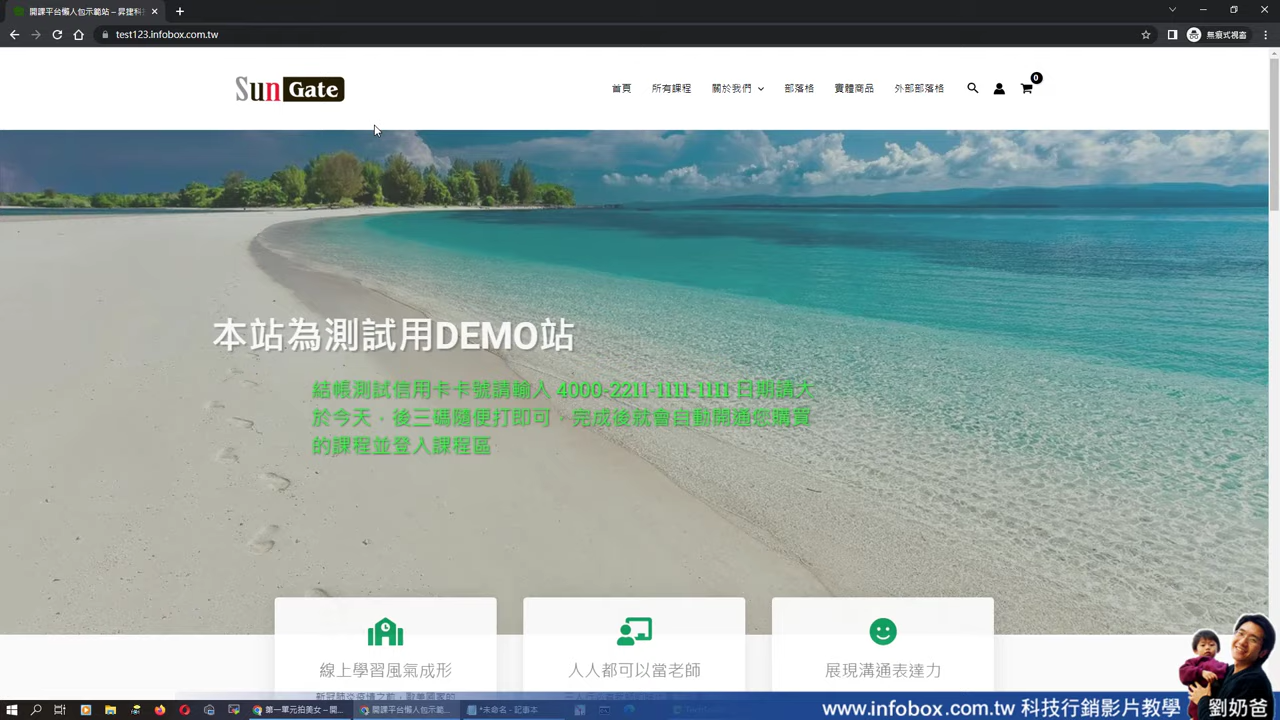 開課平台懶人包示範站 – 昇捷科
test123.infobox.com.tw
無痕式視窗
Sun Gate
首頁 所有課程 關於我們 部落格 實體商品 外部部落格 0
本站為測試用DEMO站
結帳測試信用卡卡號請輸入 4000-2211-1111-1111 日期請大
於今天，後三碼隨便打即可，完成後就會自動開通您購買
的課程並登入課程區
線上學習風氣成形 人人都可以當老師 展現溝通表達力
第一單元拍美女 – 開... 開課平台懶人包示範... *未命名 - 記事本
www.infobox.com.tw 科技行銷影片教學 劉奶爸